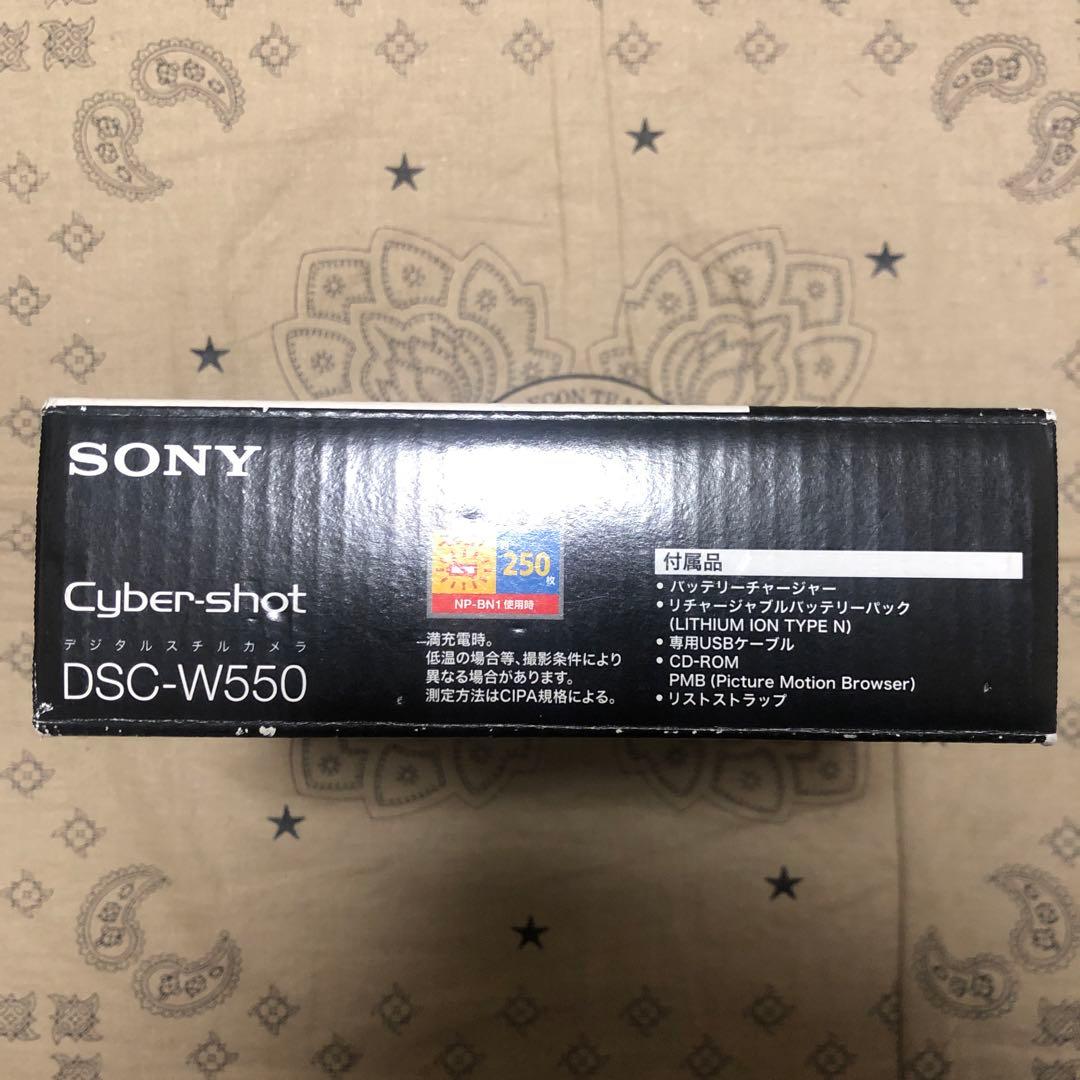 SONY
Cyber-shot
デジタルスチルカメラ
DSC-W550
250枚
NP-BN1使用時
満充電時。
低温の場合等、撮影条件により
異なる場合があります。
測定方法はCIPA規格による。
付属品
• バッテリーチャージャー
• リチャージャブルバッテリーパック
(LITHIUM ION TYPE N)
• 専用USBケーブル
• CD-ROM
PMB (Picture Motion Browser)
• リストストラップ